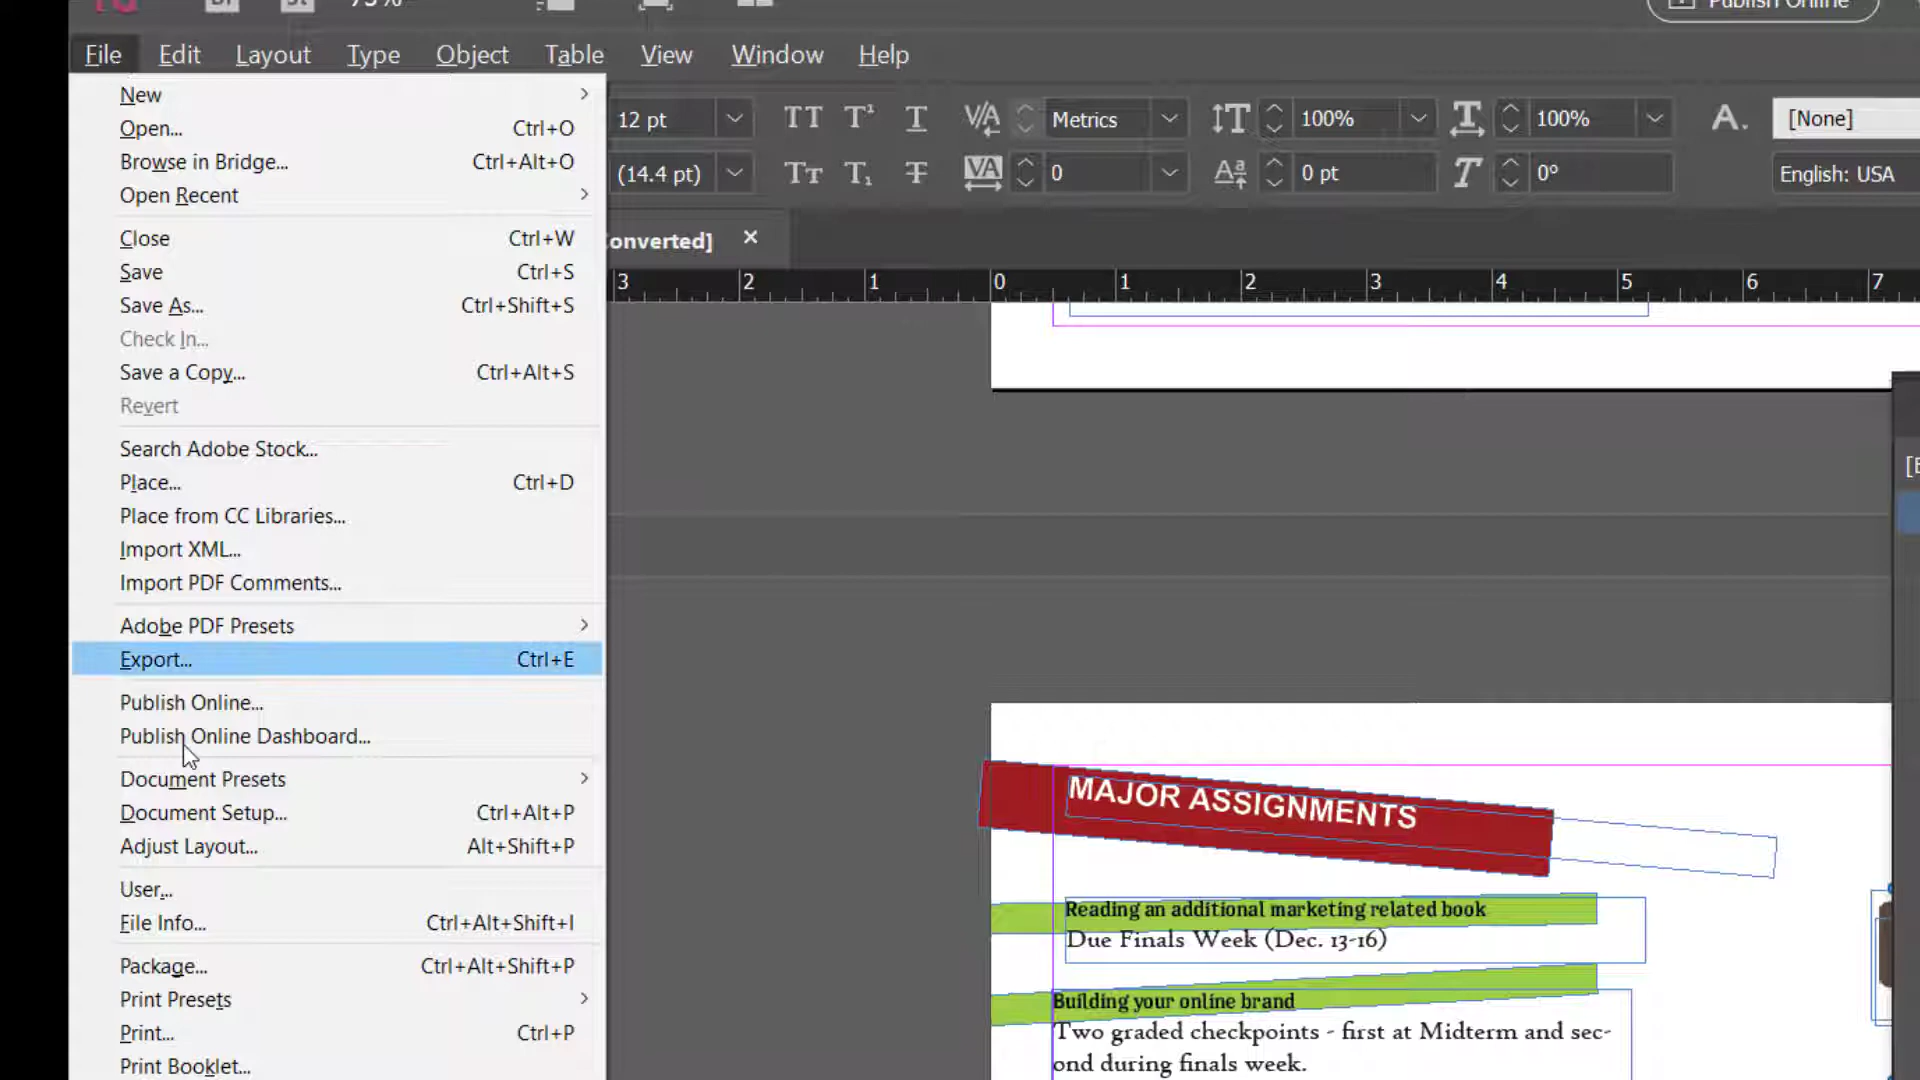 Publish Online
File Edit Layout Type Object Table View Window Help
New
Open... Ctrl+O
Browse in Bridge... Ctrl+Alt+O
Open Recent
Close Ctrl+W
Save Ctrl+S
Save As... Ctrl+Shift+S
Check In...
Save a Copy... Ctrl+Alt+S
Revert
Search Adobe Stock...
Place... Ctrl+D
Place from CC Libraries...
Import XML...
Import PDF Comments...
Adobe PDF Presets
Export... Ctrl+E
Publish Online...
Publish Online Dashboard...
Document Presets
Document Setup... Ctrl+Alt+P
Adjust Layout... Alt+Shift+P
User...
File Info... Ctrl+Alt+Shift+I
Package... Ctrl+Alt+Shift+P
Print Presets
Print... Ctrl+P
Print Booklet...
12 pt Metrics 100% 100% A. [None]
(14.4 pt) 0 0 pt 0° English: USA
onverted] ×
3 2 1 0 1 2 3 4 5 6 7
MAJOR ASSIGNMENTS
Reading an additional marketing related book
Due Finals Week (Dec. 13-16)
Building your online brand
Two graded checkpoints - first at Midterm and sec-
ond during finals week.